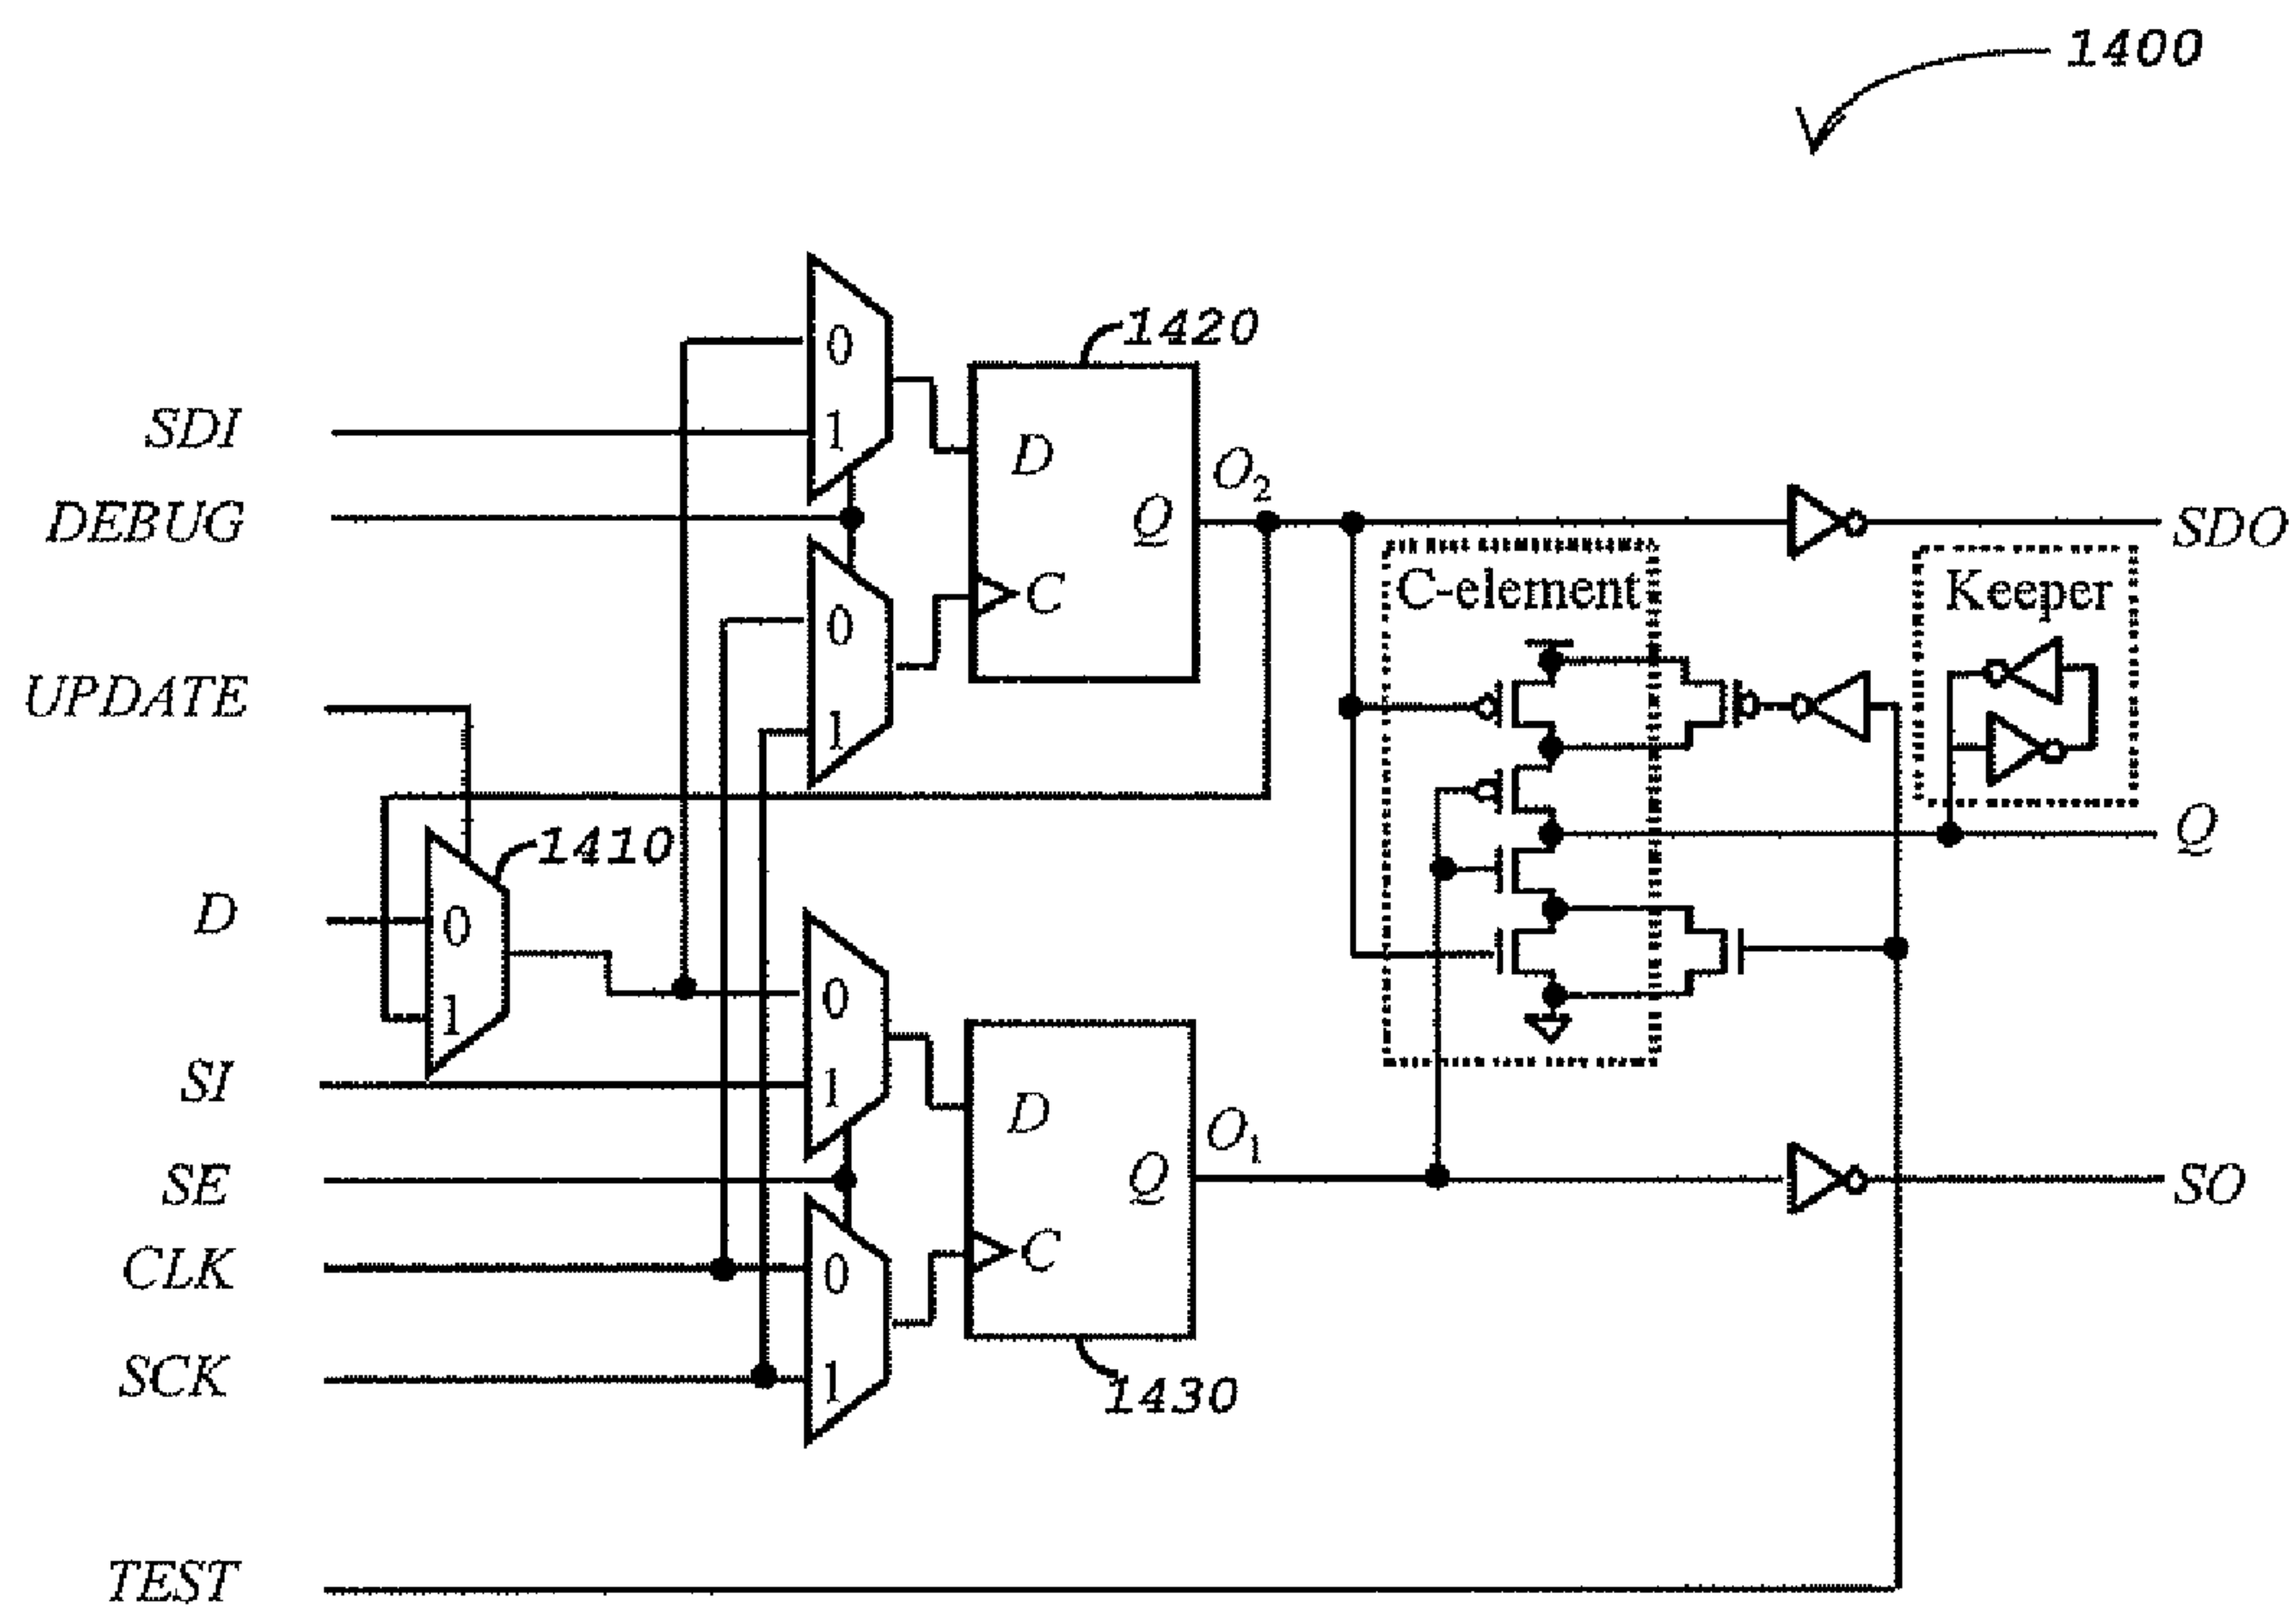 1400
0
1420
SDI
1
D
O2
DEBUG
Q
SDO
C-element
Keeper
0
C
UPDATE
1
1410
Q
D
0
0
1
SI
1
D
O1
SE
Q
SO
CLK
0
C
SCK
1
1430
TEST